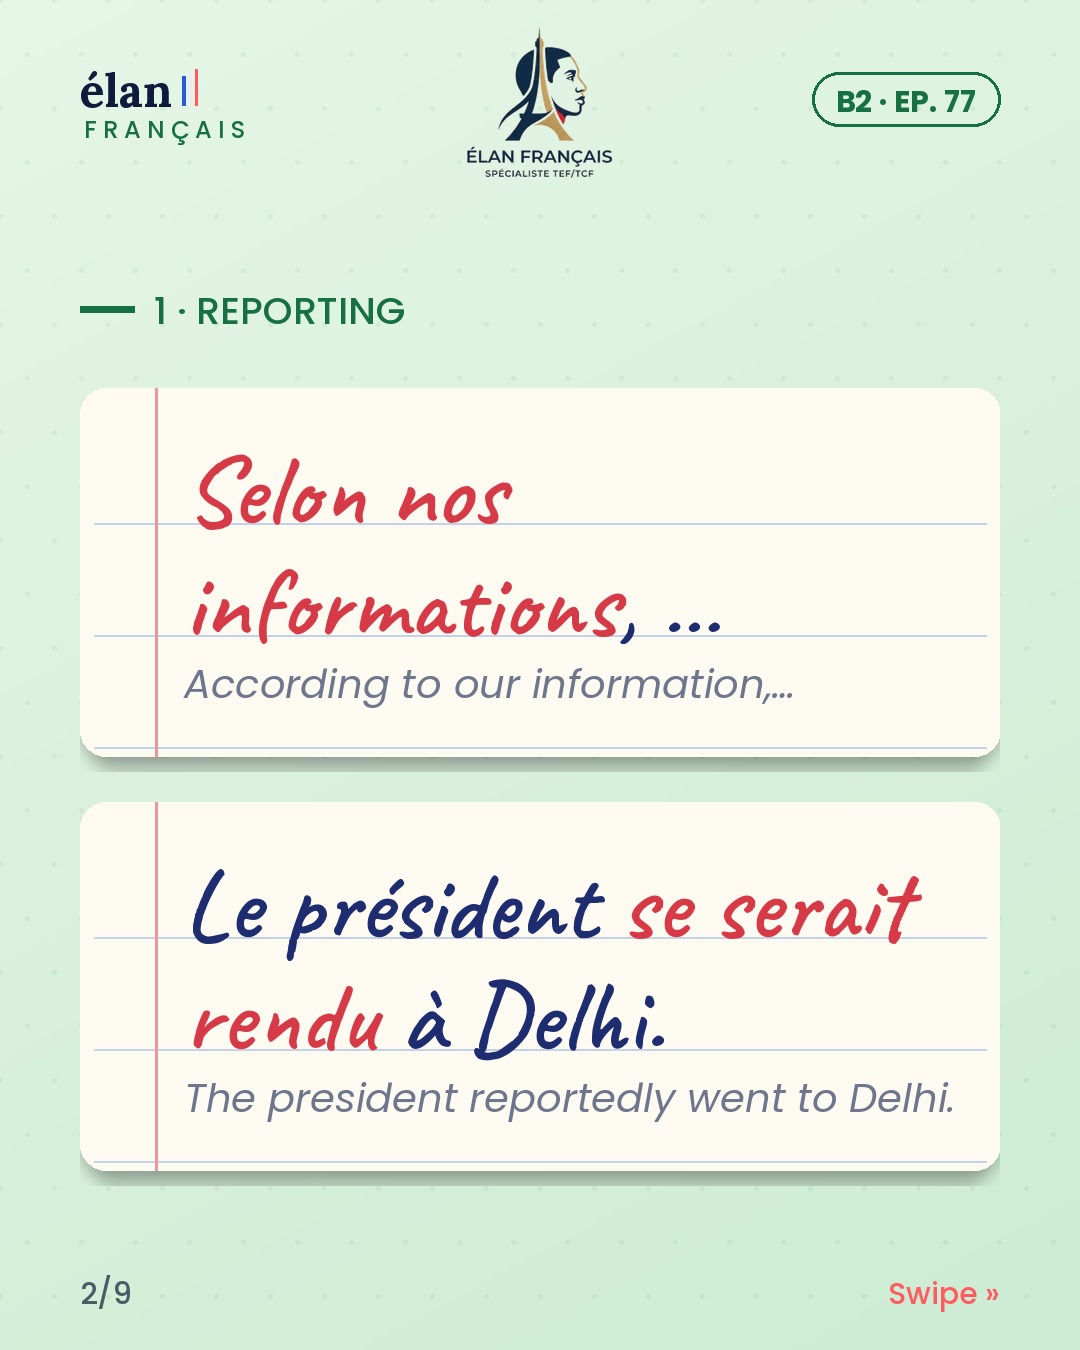 élan
FRANÇAIS
ÉLAN FRANÇAIS
SPÉCIALISTE TEF/TCF
B2 · EP. 77
1 · REPORTING
Selon nos
informations, ...
According to our information,...
Le président se serait
rendu à Delhi.
The president reportedly went to Delhi.
2/9
Swipe »